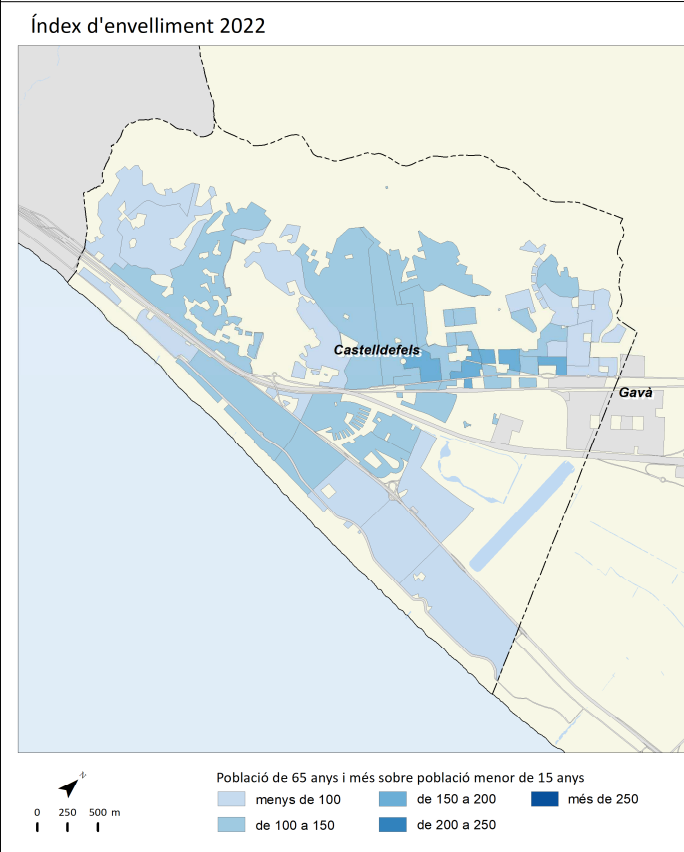 Índex d'envelliment 2022
Castelldefels
Gavà
N
0 250 500 m
Població de 65 anys i més sobre població menor de 15 anys
menys de 100
de 150 a 200
més de 250
de 100 a 150
de 200 a 250